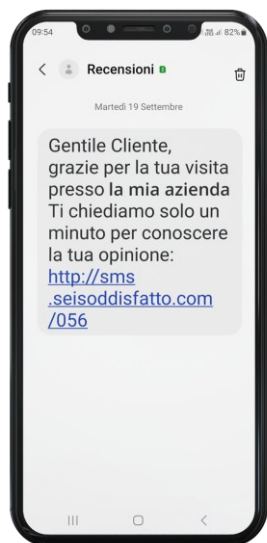 09:54
82%
Recensioni
Martedì 19 Settembre
Gentile Cliente,
grazie per la tua visita
presso la mia azienda
Ti chiediamo solo un
minuto per conoscere
la tua opinione:
http://sms
.seisoddisfatto.com
/056